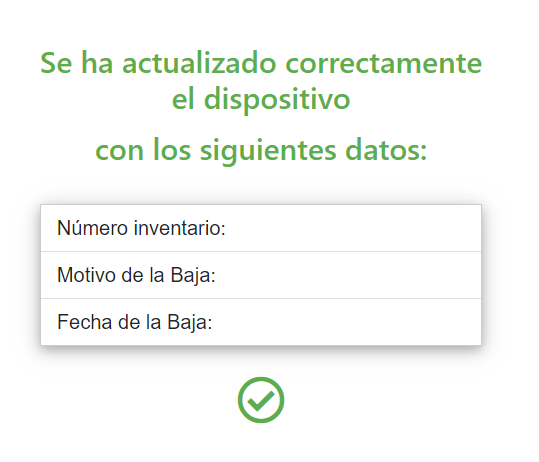 Se ha actualizado correctamente
el dispositivo
con los siguientes datos:
Número inventario:
Motivo de la Baja:
Fecha de la Baja: